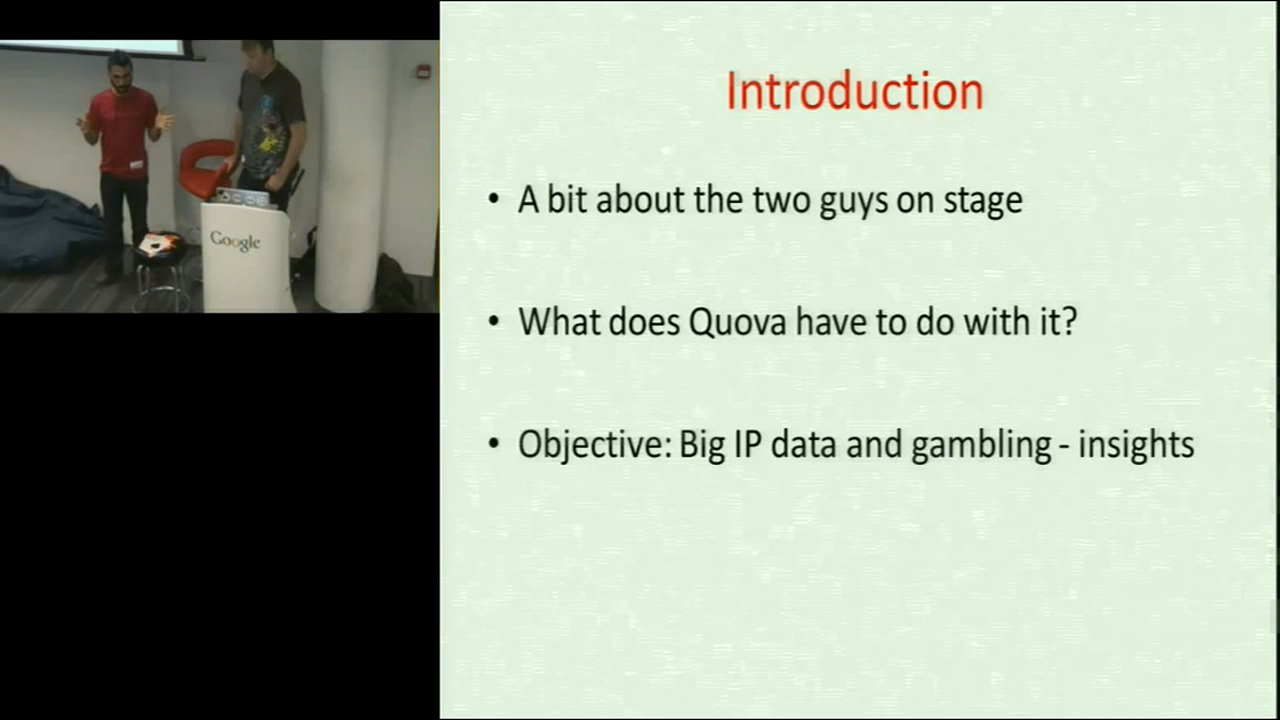 Introduction
• A bit about the two guys on stage
• What does Quova have to do with it?
• Objective: Big IP data and gambling - insights
Google